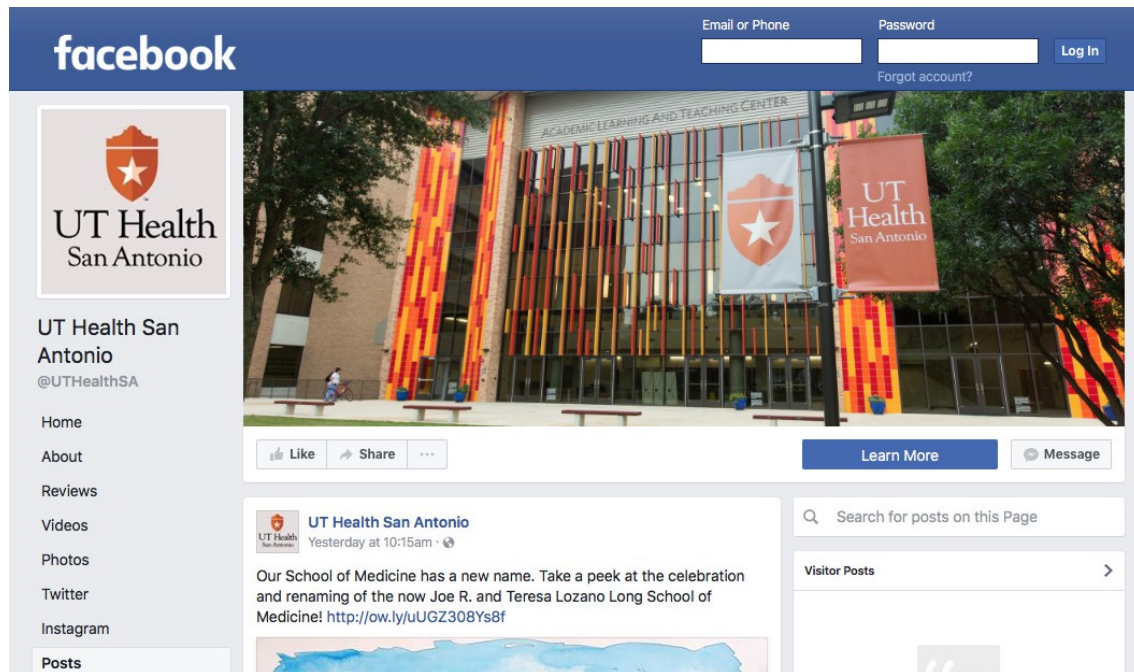 facebook
Email or Phone
Password
Log In
Forgot account?
UT Health
San Antonio
UT Health San
Antonio
@UTHealthSA
Home
About
Reviews
Videos
Photos
Twitter
Instagram
Posts
ACADEMIC LEARNING AND TEACHING CENTER
UT
Health
San Antonio
Like
Share
Learn More
Message
UT Health
San Antonio
UT Health San Antonio
Yesterday at 10:15am ·
Our School of Medicine has a new name. Take a peek at the celebration
and renaming of the now Joe R. and Teresa Lozano Long School of
Medicine! http://ow.ly/uUGZ308Ys8f
Search for posts on this Page
Visitor Posts